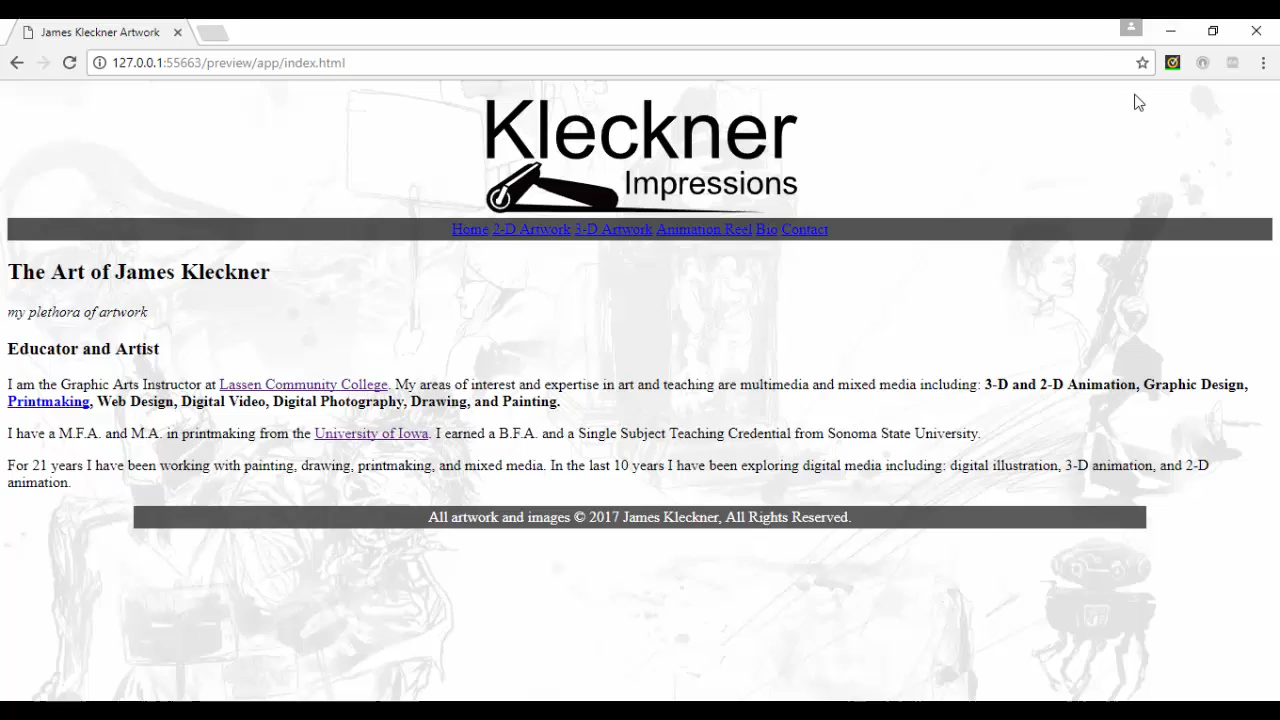 James Kleckner Artwork
127.0.0.1:55663/preview/app/index.html
Kleckner
Impressions
Home 2-D Artwork 3-D Artwork Animation Reel Bio Contact
The Art of James Kleckner
my plethora of artwork
Educator and Artist
I am the Graphic Arts Instructor at Lassen Community College. My areas of interest and expertise in art and teaching are multimedia and mixed media including: 3-D and 2-D Animation, Graphic Design,
Printmaking, Web Design, Digital Video, Digital Photography, Drawing, and Painting.
I have a M.F.A. and M.A. in printmaking from the University of Iowa. I earned a B.F.A. and a Single Subject Teaching Credential from Sonoma State University.
For 21 years I have been working with painting, drawing, printmaking, and mixed media. In the last 10 years I have been exploring digital media including: digital illustration, 3-D animation, and 2-D
animation.
All artwork and images © 2017 James Kleckner, All Rights Reserved.